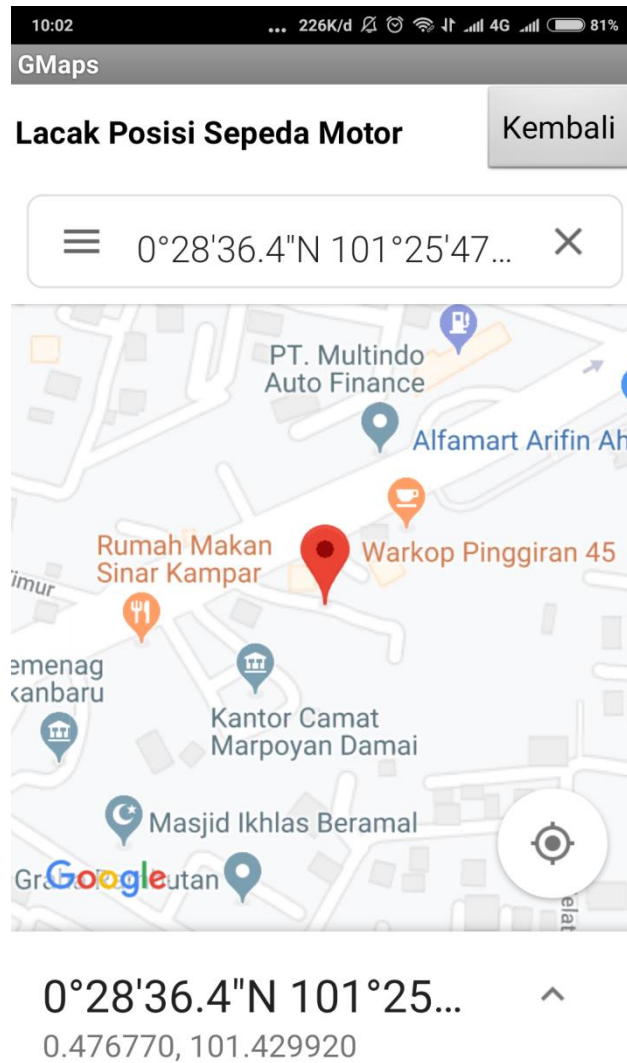 10:02
... 226K/d 4G 81%
GMaps
Lacak Posisi Sepeda Motor
Kembali
0°28'36.4"N 101°25'47...
PT. Multindo
Auto Finance
Alfamart Arifin Ah
Rumah Makan
Sinar Kampar
Warkop Pinggiran 45
imur
emenag
kanbaru
Kantor Camat
Marpoyan Damai
Masjid Ikhlas Beramal
Google
utan
elat
0°28'36.4"N 101°25...
0.476770, 101.429920